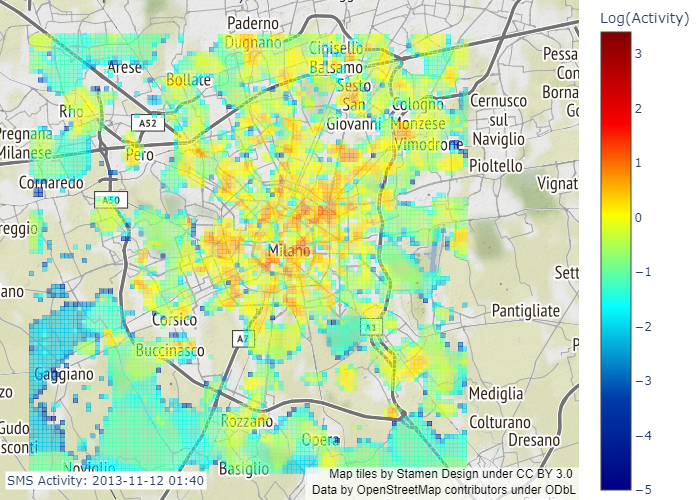 Log(Activity)
Paderno
Dugnano
Cinisello
Balsamo
Arese
Bollate
Sesto
San
Giovanni
Pessa
Con
Borna
Go
Cologno
Monzese
Cernusco
sul
Naviglio
Rho
A52
Pregnana
Milanese
Pero
Vimodrone
Pioltello
Cornaredo
Vignat
A50
reggio
Milano
Sett
ano
Pantigliate
Corsico
A1
A7
Buccinasco
P
Gaggiano
Mediglia
zo
Rozzano
Colturano
Gudo
Opera
Dresano
sconti
Noviglio
Basiglio
3
2
1
0
−1
−2
−3
−4
−5
SMS Activity: 2013-11-12 01:40
Map tiles by Stamen Design under CC BY 3.0
Data by OpenStreetMap contributors under ODbL